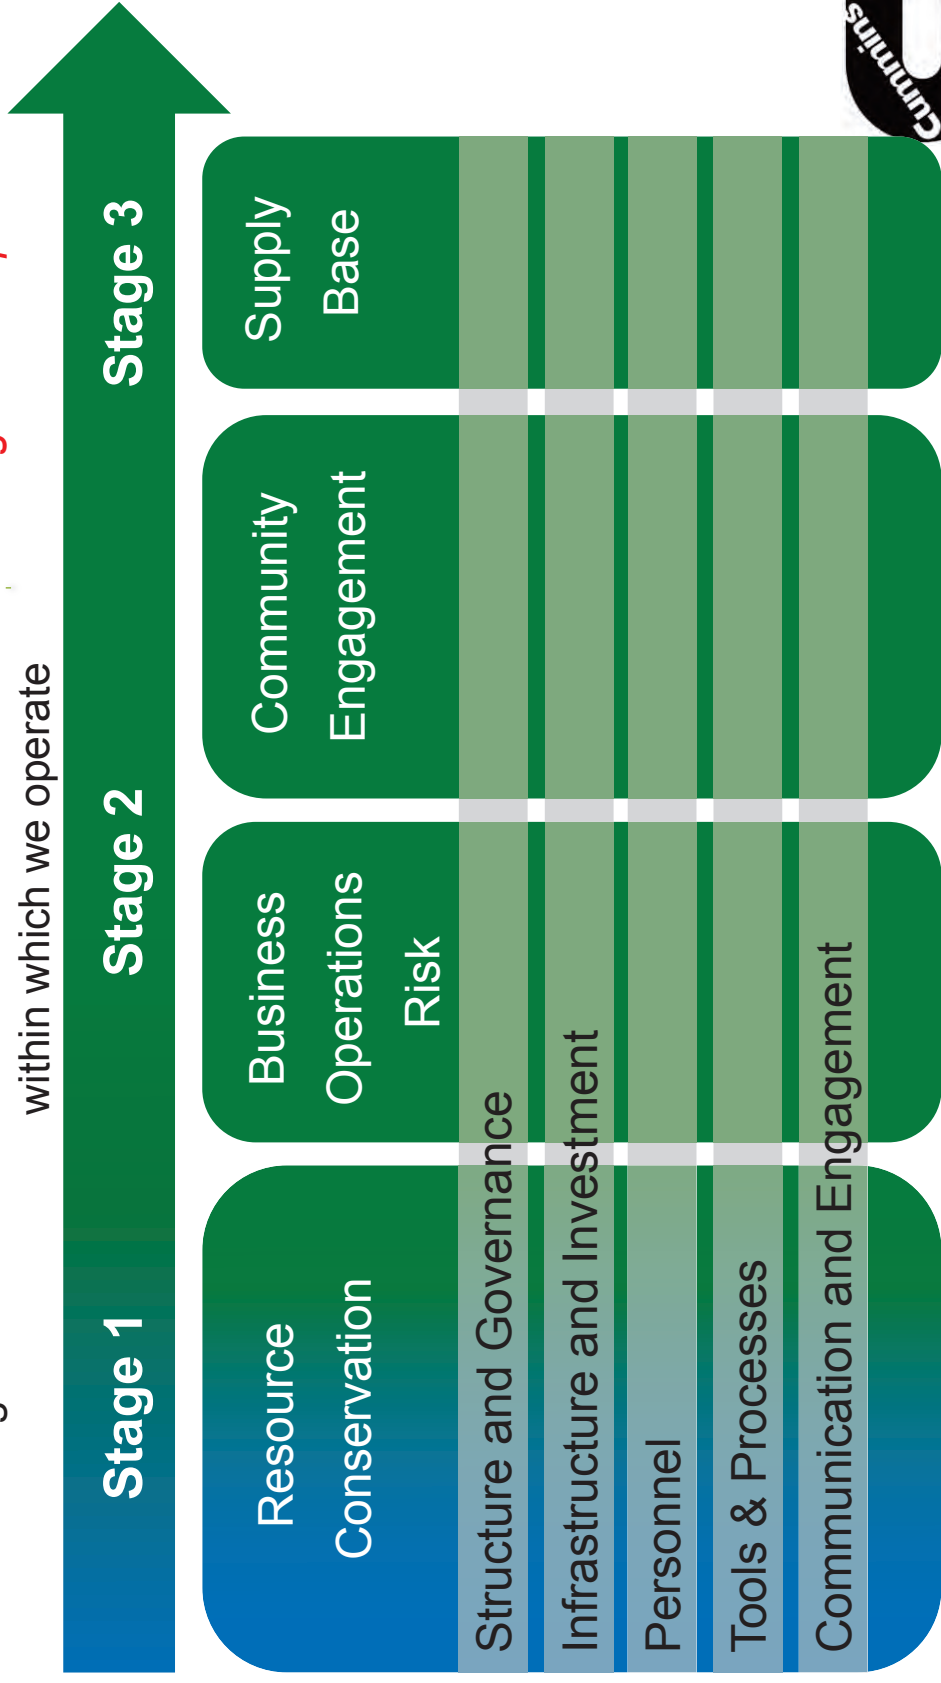 within which we operate
Stage 1
Stage 2
Stage 3
Resource
Conservation
Business
Operations
Risk
Community
Engagement
Supply
Base
Structure and Governance
Infrastructure and Investment
Personnel
Tools & Processes
Communication and Engagement
Cummins